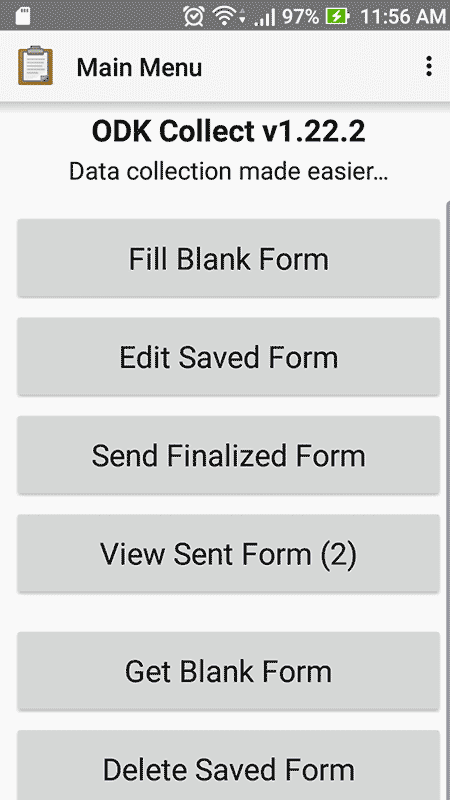 97% 11:56 AM
Main Menu
ODK Collect v1.22.2
Data collection made easier...
Fill Blank Form
Edit Saved Form
Send Finalized Form
View Sent Form (2)
Get Blank Form
Delete Saved Form